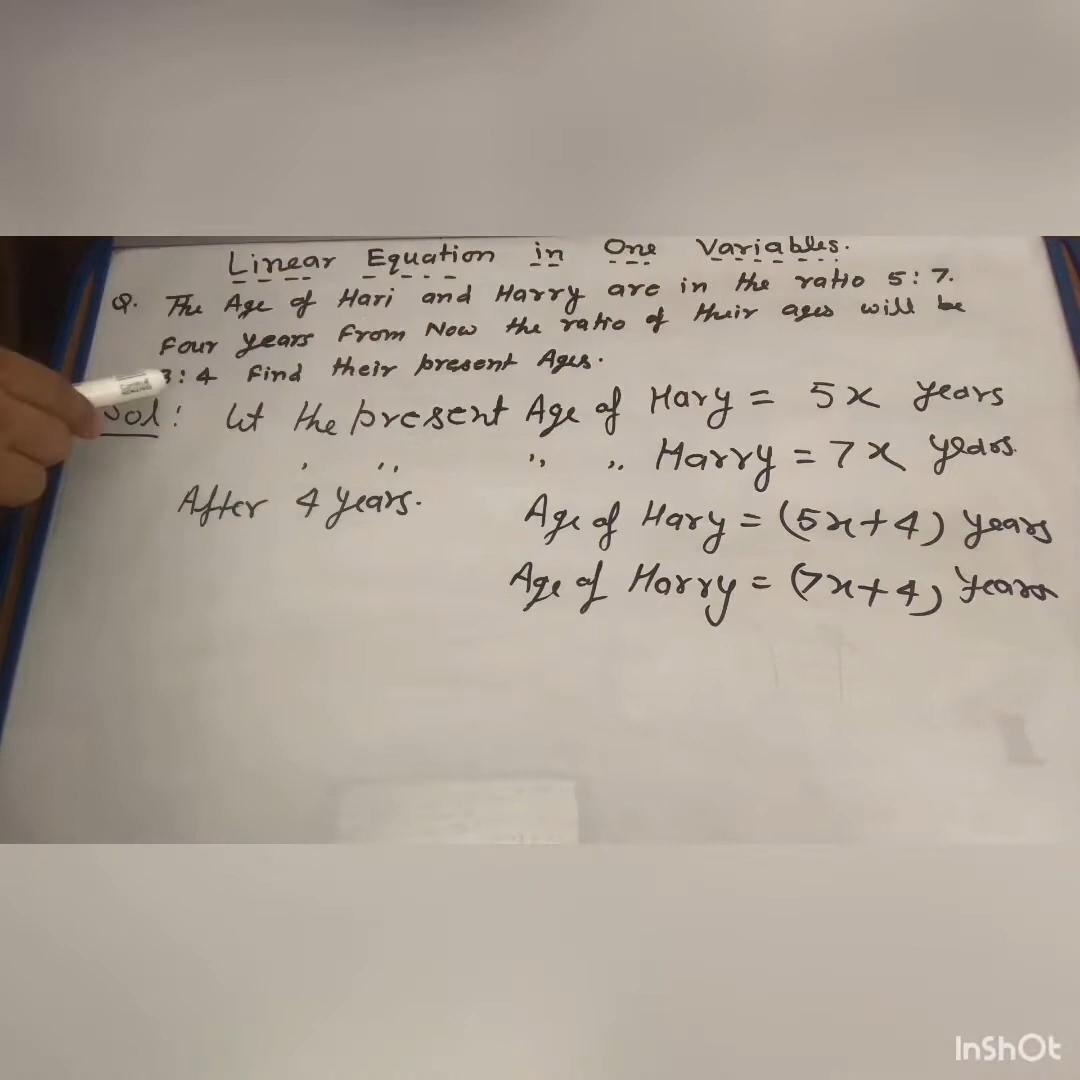 Linear Equation in One Variables.
Q. The Age of Hari and Harry are in the ratio 5:7.
Four years From Now the ratio of their ages will be
3:4 Find their present Ages.
Sol: Let the present Age of Hary = 5x years
,, ,, ,, ,, Harry = 7x years.
After 4 years. Age of Hary = (5x+4) years
Age of Harry = (7x+4) years
InShOt